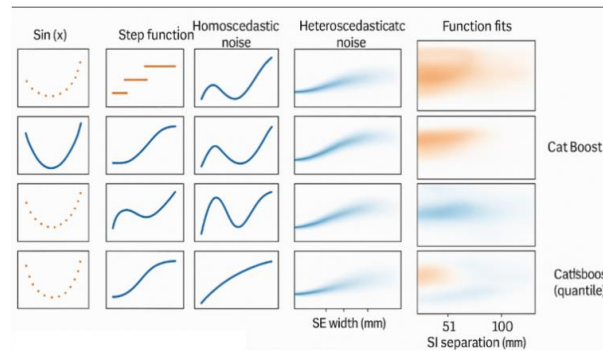 Sin (x)
Step function
Homoscedastic
noise
Heteroscedasticatc
noise
Function fits
Cat Boost
Catlsboost
(quantile)
SE width (mm)
51 100
SI separation (mm)